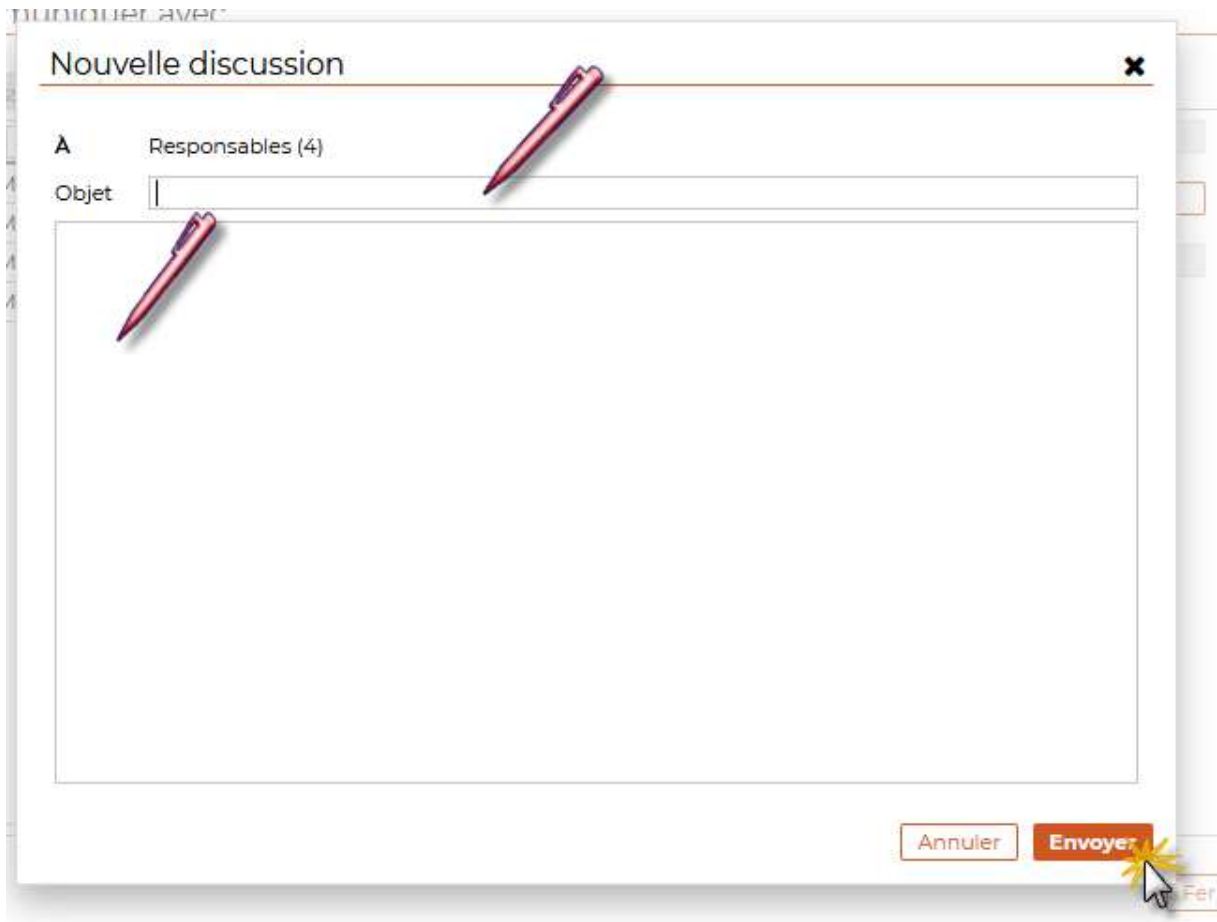 Nouvelle discussion
À Responsables (4)
Objet
Annuler Envoyer